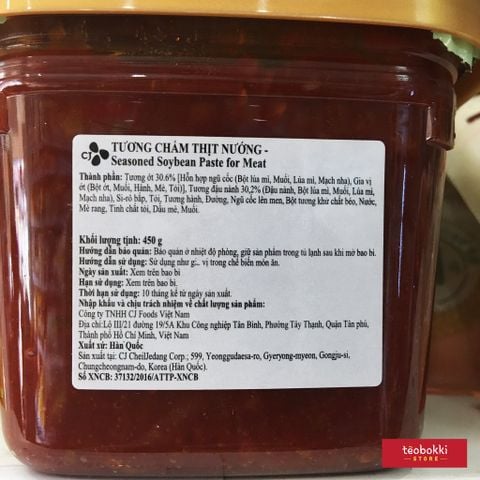 CJ
TƯƠNG CHẤM THỊT NƯỚNG -
Seasoned Soybean Paste for Meat
Thành phần: Tương ớt 30.6% [Hỗn hợp ngũ cốc (Bột lúa mì, Muối, Lúa mì, Mạch nha), Gia vị
ớt (Bột ớt, Muối, Hành, Mè, Tỏi)], Tương đậu nành 30,2% (Đậu nành, Bột lúa mì, Muối, Lúa mì,
Mạch nha), Si-rô bắp, Tỏi, Tương hành, Đường, Ngũ cốc lên men, Bột tương khử chất béo, Nước,
Mè rang, Tinh chất tỏi, Dầu mè, Muối.
Khối lượng tịnh: 450 g
Hướng dẫn bảo quản: Bảo quản ở nhiệt độ phòng, giữ sản phẩm trong tủ lạnh sau khi mở bao bì.
Hướng dẫn sử dụng: Sử dụng như g.. vị trong chế biến món ăn.
Ngày sản xuất: Xem trên bao bì
Hạn sử dụng: Xem trên bao bì.
Thời hạn sử dụng: 10 tháng kể từ ngày sản xuất.
Nhập khẩu và chịu trách nhiệm về chất lượng sản phẩm:
Công ty TNHH CJ Foods Việt Nam
Địa chỉ:Lô III/21 đường 19/5A Khu Công nghiệp Tân Bình, Phường Tây Thạnh, Quận Tân phú,
Thành phố Hồ Chí Minh, Việt Nam
Xuất xứ: Hàn Quốc
Sản xuất tại: CJ CheilJedang Corp.; 599, Yeonggudaesa-ro, Gyeryong-myeon, Gongju-si,
Chungcheongnam-do, Korea (Hàn Quốc).
Số XNCB: 37132/2016/ATTP-XNCB
tèobokki
STORE